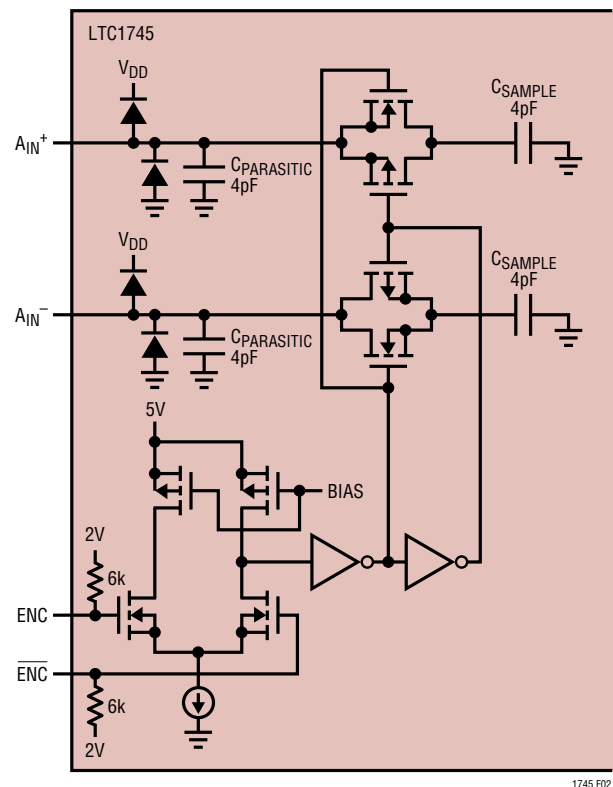 LTC1745
VDD
AIN+
CPARASITIC
4pF
CSAMPLE
4pF
VDD
AIN−
CPARASITIC
4pF
CSAMPLE
4pF
5V
BIAS
2V
6k
ENC
E̅N̅C̅
6k
2V
1745 F02